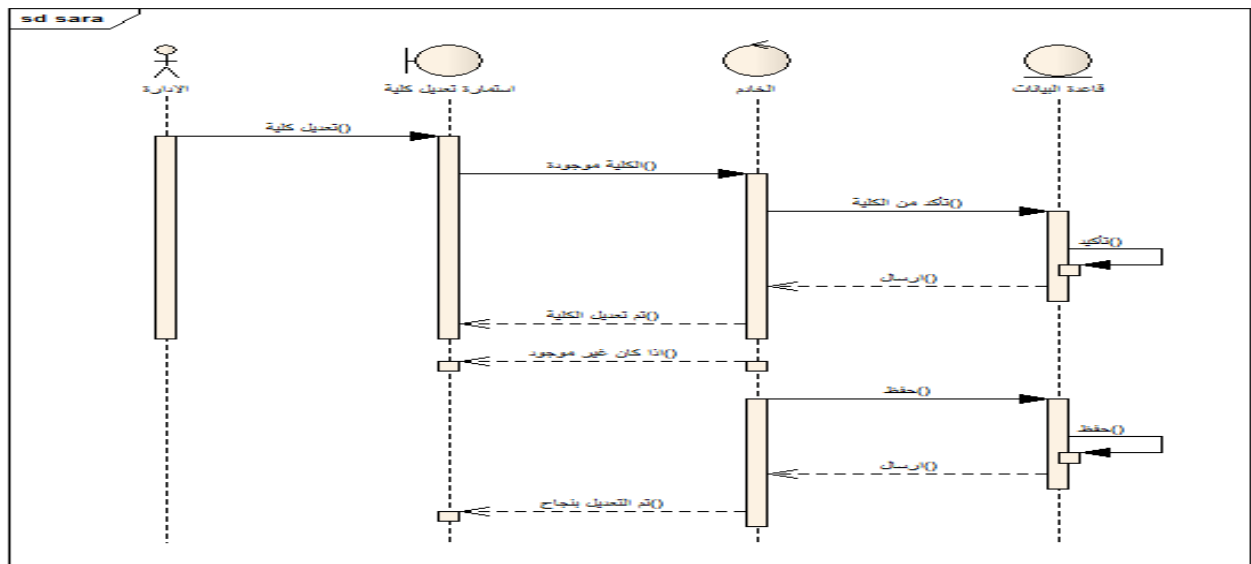 sd sara
الإدارة
استمارة تعديل كلية
الخادم
قاعدة البيانات
تعديل كلية()
الكلية موجودة()
تأكد من الكلية()
تأكيد()
ارسال()
تم تعديل الكلية()
اذا كان غير موجود()
حفظ()
حفظ()
ارسال()
تم التعديل بنجاح()